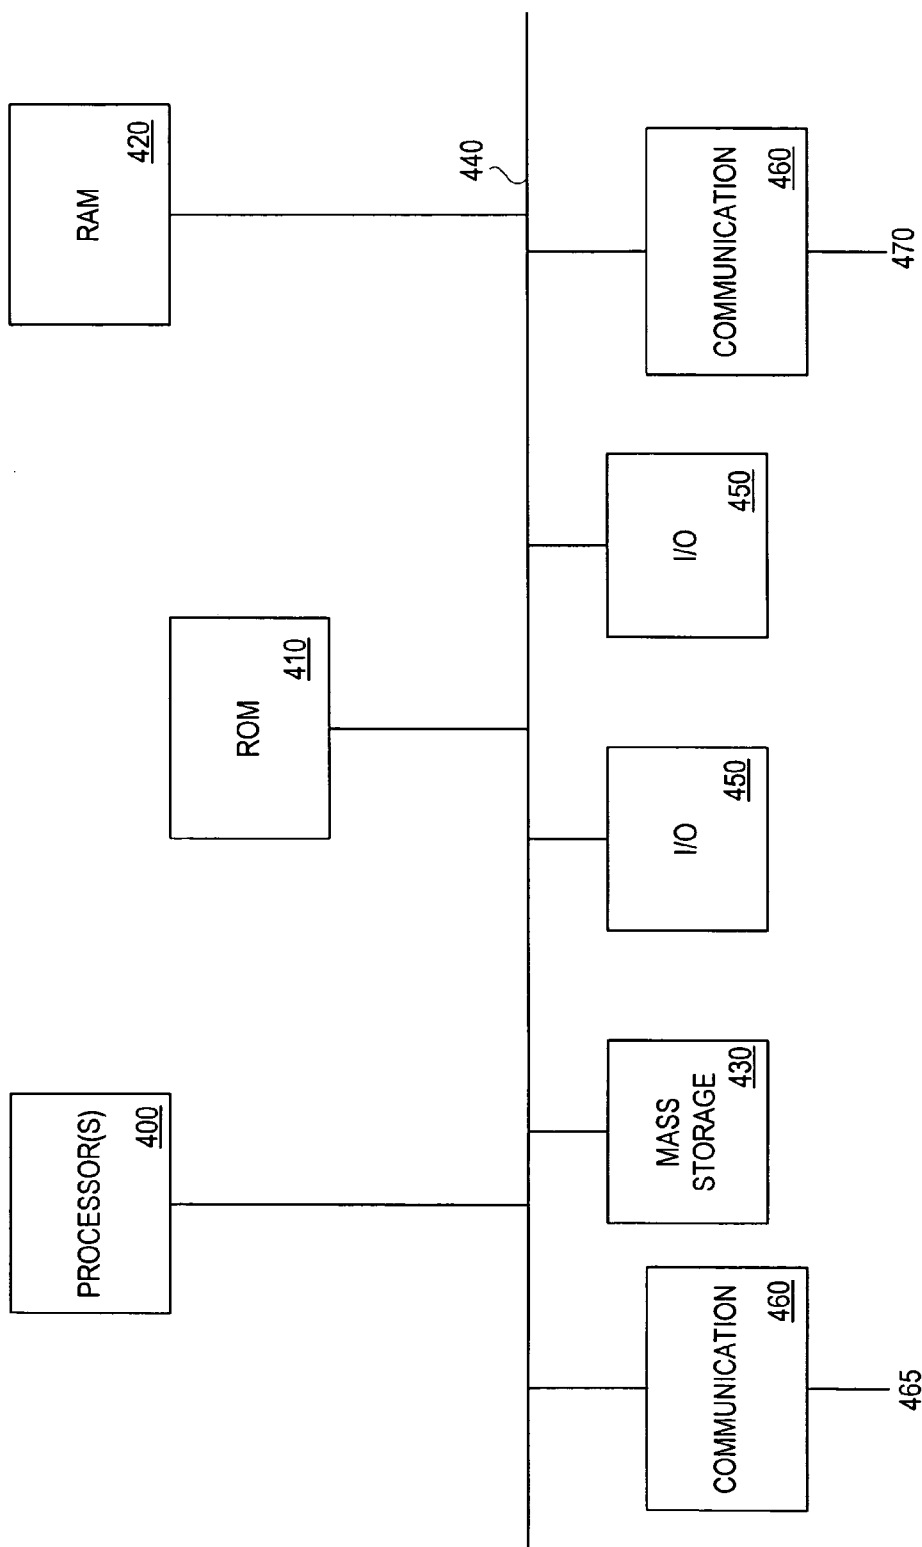 PROCESSOR(S)
400
ROM
410
RAM
420
440
COMMUNICATION
460
465
MASS
STORAGE
430
I/O
450
I/O
450
COMMUNICATION
460
470